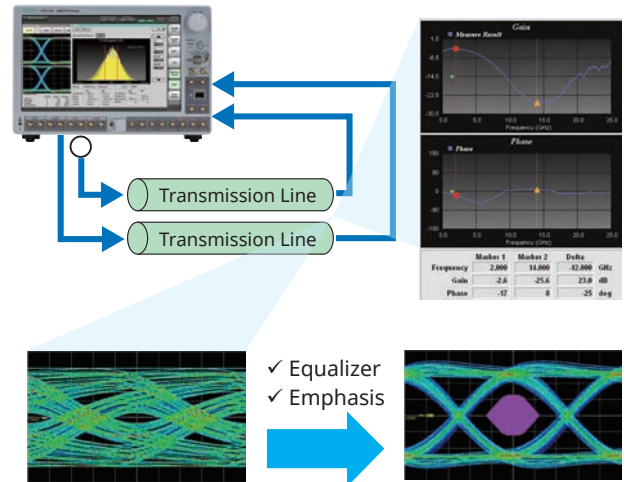 Gain
Measure Result
1.5
-6.5
-14.5
-22.5
-30.5
0.0 5.0 10.0 15.0 20.0 25.0
Frequency (GHz)
Phase
Phase
180
90
0
-90
-180
0.0 5.0 10.0 15.0 20.0 25.0
Frequency (GHz)
Marker 1 Marker 2 Delta
Frequency 2.000 14.000 -12.000 GHz
Gain -2.6 -25.6 23.0 dB
Phase -17 8 -25 deg
Transmission Line
Transmission Line
✓ Equalizer
✓ Emphasis